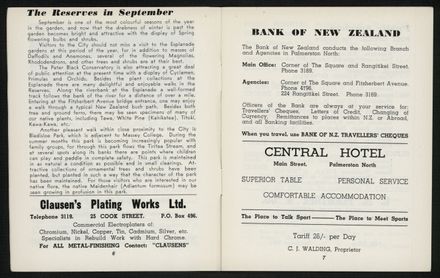 The Reserves in September
September is one of the most colourful seasons of the year
in the garden, and now that the drabness of winter is past the
garden becomes bright and attractive with the display of Spring
flowering bulbs and shrubs.
Visitors to the City should not miss a visit to the Esplanade
gardens at this period of the year, for in addition to masses of
Daffodils and Anemones, several of the flowering Magnolias,
Rhododendrons, and other trees and shrubs are at their best.
The Peter Black Conservatory is also attracting a great deal
of public attention at the present time with a display of Cyclamen,
Primulas and Orchids. Besides the plant collections at the
Esplanade there are many delightful and enjoyable walks in the
Reserves. Along the riverbank at the Esplanade a well-formed
track follows the bank of the river for a distance of over a mile.
Entering at the Fitzherbert Avenue bridge entrance, one may enjoy
a walk through a typical New Zealand bush path. Besides bush
trees and ground ferns, there may be seen specimens of many of
our native plants, including Tawa, White Pine (Kahikatea), Titoki,
Kawa-Kawa, etc.
Another pleasant walk within close proximity to the City is
Bledisloe Park, which is adjacent to Massey College. During the
summer months this park is becoming increasingly popular for
family groups, for through this park flows the Tiritea Stream, and
at several spots along its banks there are points where children
can play and paddle in complete safety. This park is maintained
in as natural a condition as possible and in small clearings. At-
tractive collections of ornamental trees and shrubs have been
planted, but planted in such a way that the character of the park
has been maintained. For those visitors who are interested in our
native flora, the native Maidenhair (Adiantum formosum) may be
seen growing in profusion in this park.
Glausen's Plating Works Ltd.
Telephone 3119. 25 COOK STREET. P.O. Box 496.
Commercial Electroplaters of:
Chromium, Nickel, Copper, Tin, Cadmium, Silver, etc.
Specialists in Rebuild Work with Hard Chrome.
For ALL METAL-FINISHING Contact: "CLAUSENS"
6
BANK OF NEW ZEALAND
The Bank of New Zealand conducts the following Branch
and Agencies in Palmerston North:
Main Office: Corner of The Square and Rangitikei Street.
Phone 3169.
Agencies: Corner of The Square and Fitzherbert Avenue.
Phone 4196.
224 Rangitikei Street. Phone 3169.
Officers of the Bank are always at your service for:
Travellers' Cheques. Letters of Credit. Changing of
Currency. Remittances to places within N.Z. or Abroad,
and all Banking facilities.
When you travel, use BANK OF N.Z. TRAVELLERS' CHEQUES
CENTRAL HOTEL
Main Street, Palmerston North
SUPERIOR TABLE PERSONAL SERVICE
COMFORTABLE ACCOMMODATION
The Place to Talk Sport — The Place to Meet Sports
Tariff 26/- per Day
C. J. WALDING, Proprietor
7